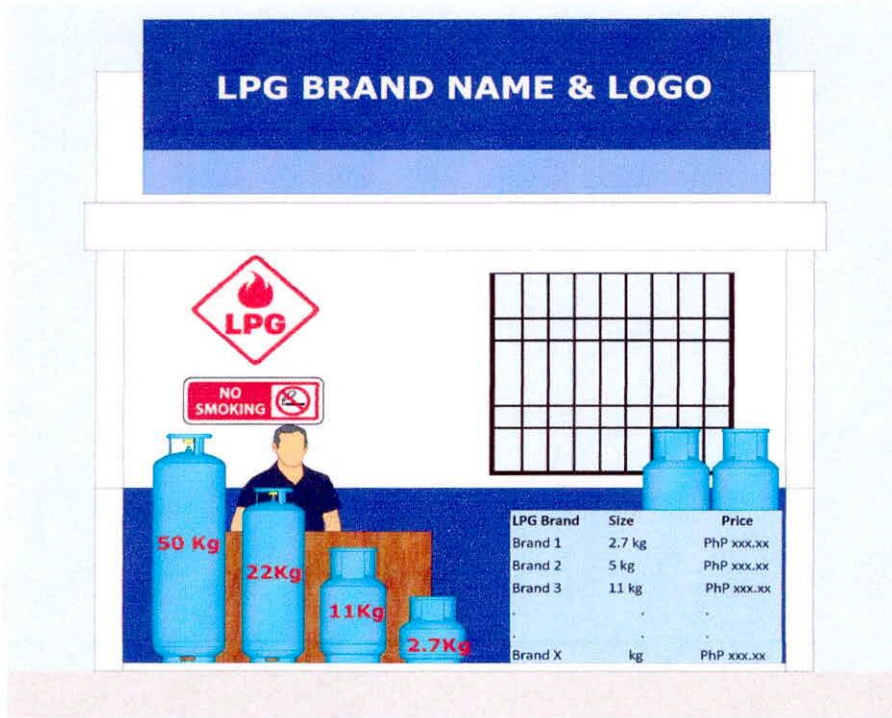 LPG BRAND NAME & LOGO
LPG
NO
SMOKING
50 Kg
22Kg
11Kg
2.7Kg
LPG Brand Size Price
Brand 1 2.7 kg PhP xxx.xx
Brand 2 5 kg PhP xxx.xx
Brand 3 11 kg PhP xxx.xx
. . .
. . .
Brand X kg PhP xxx.xx